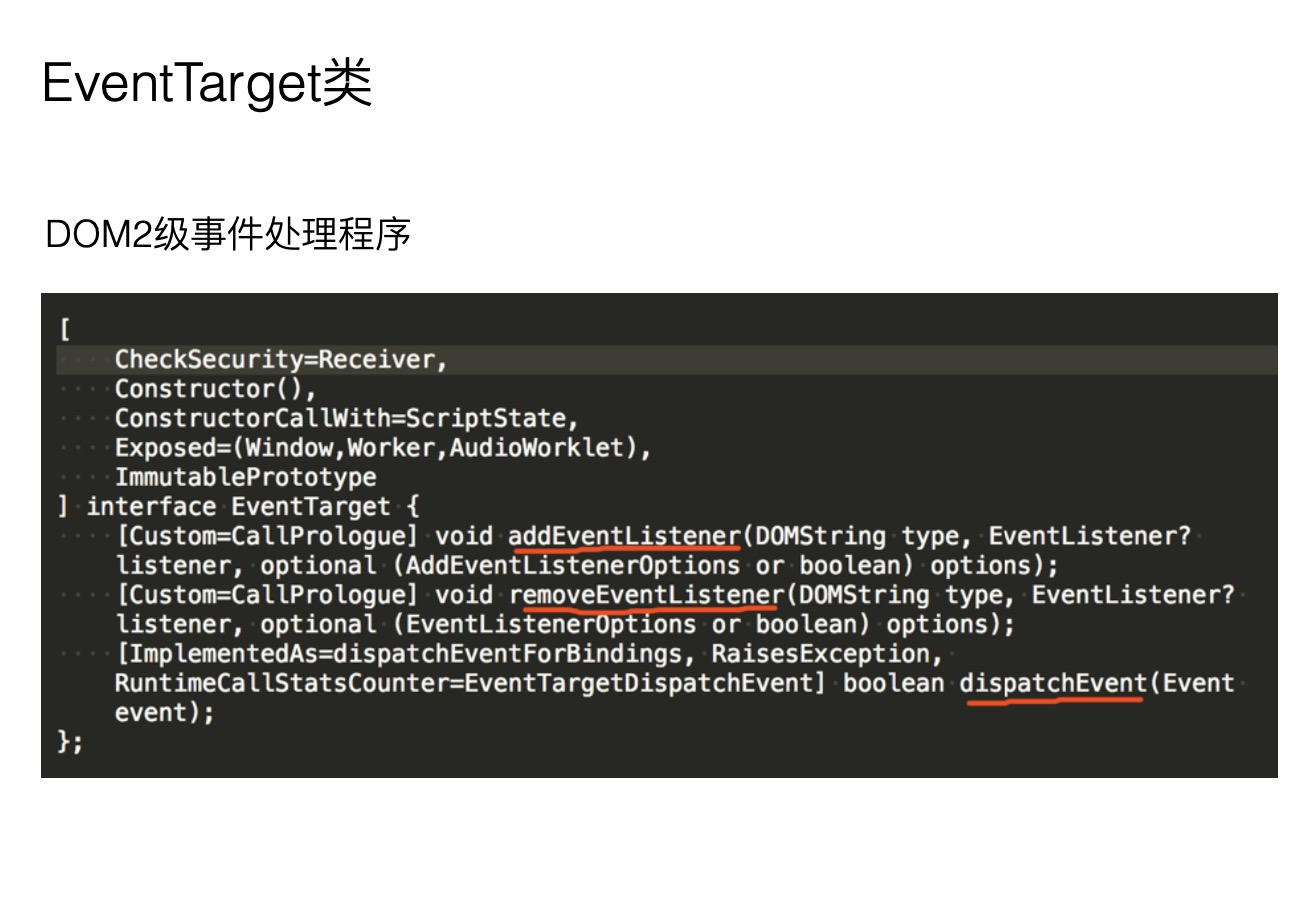 EventTarget类
DOM2级事件处理程序
[
CheckSecurity=Receiver,
Constructor(),
ConstructorCallWith=ScriptState,
Exposed=(Window,Worker,AudioWorklet),
ImmutablePrototype
] interface EventTarget {
[Custom=CallPrologue] void addEventListener(DOMString type, EventListener?
listener, optional (AddEventListenerOptions or boolean) options);
[Custom=CallPrologue] void removeEventListener(DOMString type, EventListener?
listener, optional (EventListenerOptions or boolean) options);
[ImplementedAs=dispatchEventForBindings, RaisesException,
RuntimeCallStatsCounter=EventTargetDispatchEvent] boolean dispatchEvent(Event
event);
};